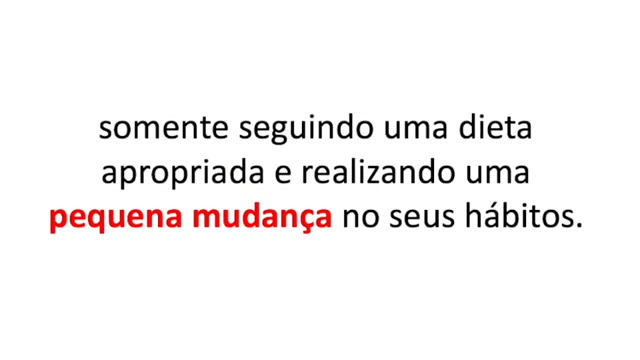 somente seguindo uma dieta
apropriada e realizando uma
pequena mudança no seus hábitos.